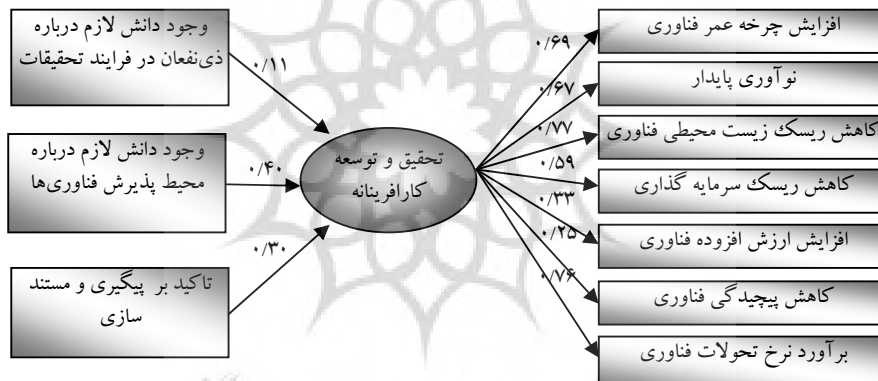 وجود دانش لازم درباره
ذی‌نفعان در فرایند تحقیقات
وجود دانش لازم درباره
محیط پذیرش فناوری‌ها
تاکید بر پیگیری و مستند
سازی
۰/۱۱
۰/۴۰
۰/۳۰
تحقیق و توسعه
کارافرینانه
۰/۶۹
۰/۶۷
۰/۷۷
۰/۵۹
۰/۳۳
۰/۲۵
۰/۷۶
افزایش چرخه عمر فناوری
نوآوری پایدار
کاهش ریسک زیست محیطی فناوری
کاهش ریسک سرمایه گذاری
افزایش ارزش افزوده فناوری
کاهش پیچیدگی فناوری
برآورد نرخ تحولات فناوری